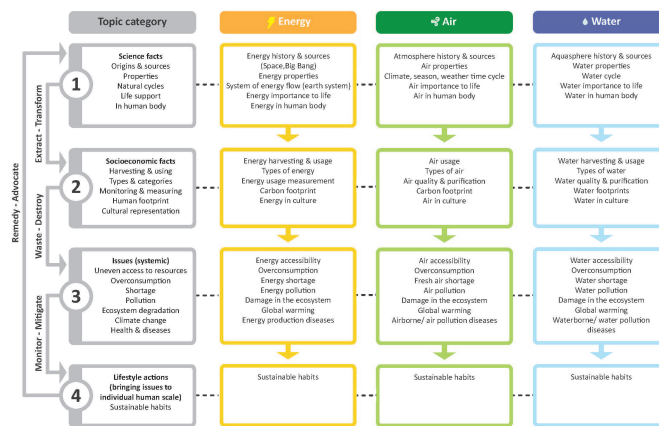 Topic category
Energy
Air
Water
Remedy - Advocate
Extract - Transform
Waste - Destroy
Monitor - Mitigate
1
Science facts
Origins & sources
Properties
Natural cycles
Life support
In human body
Energy history & sources
(Space,Big Bang)
Energy properties
System of energy flow (earth system)
Energy importance to life
Energy in human body
Atmosphere history & sources
Air properties
Climate, season, weather time cycle
Air importance to life
Air in human body
Aquasphere history & sources
Water properties
Water cycle
Water importance to life
Water in human body
2
Socioeconomic facts
Harvesting & using
Types & categories
Monitoring & measuring
Human footprint
Cultural representation
Energy harvesting & usage
Types of energy
Energy usage measurement
Carbon footprint
Energy in culture
Air usage
Types of air
Air quality & purification
Carbon footprint
Air in culture
Water harvesting & usage
Types of water
Water quality & purification
Water footprints
Water in culture
3
Issues (systemic)
Uneven access to resources
Overconsumption
Shortage
Pollution
Ecosystem degradation
Climate change
Health & diseases
Energy accessibility
Overconsumption
Energy shortage
Energy pollution
Damage in the ecosystem
Global warming
Energy production diseases
Air accessibility
Overconsumption
Fresh air shortage
Air pollution
Damage in the ecosystem
Global warming
Airborne/ air pollution diseases
Water accessibility
Overconsumption
Water shortage
Water pollution
Damage in the ecosystem
Global warming
Waterborne/ water pollution
diseases
4
Lifestyle actions
(bringing issues to
individual human scale)
Sustainable habits
Sustainable habits
Sustainable habits
Sustainable habits